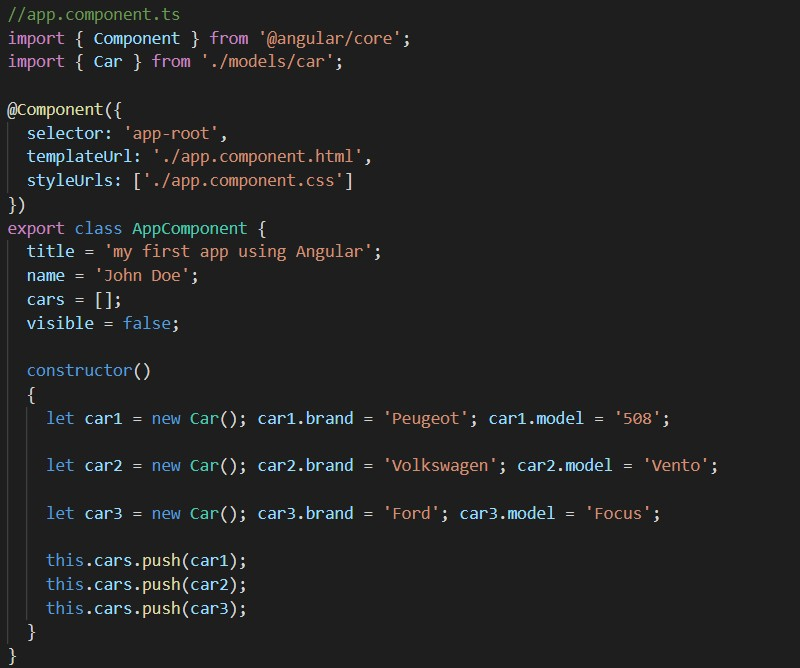 //app.component.ts
import { Component } from '@angular/core';
import { Car } from './models/car';
@Component({
  selector: 'app-root',
  templateUrl: './app.component.html',
  styleUrls: ['./app.component.css']
})
export class AppComponent {
  title = 'my first app using Angular';
  name = 'John Doe';
  cars = [];
  visible = false;
  constructor()
  {
    let car1 = new Car(); car1.brand = 'Peugeot'; car1.model = '508';
    let car2 = new Car(); car2.brand = 'Volkswagen'; car2.model = 'Vento';
    let car3 = new Car(); car3.brand = 'Ford'; car3.model = 'Focus';
    this.cars.push(car1);
    this.cars.push(car2);
    this.cars.push(car3);
  }
}